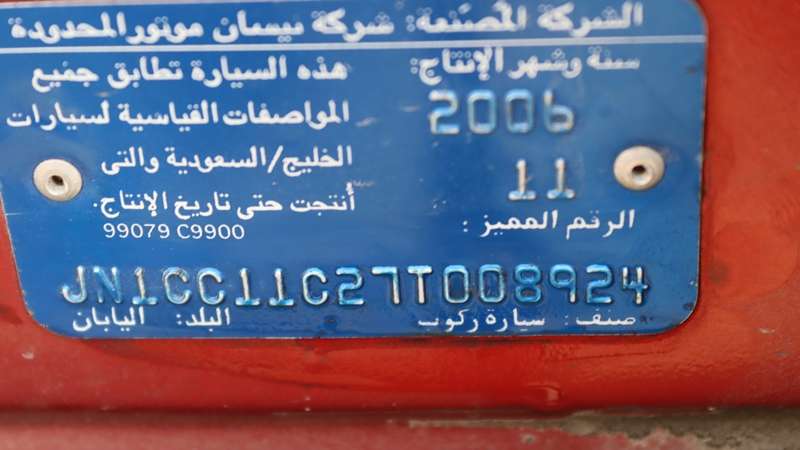 الشركة المصنعة: شركة نيسان موتور المحدودة
سنة وشهر الإنتاج:
2006
11
هذه السيارة تطابق جميع
المواصفات القياسية لسيارات
الخليج/السعودية والتى
أنتجت حتى تاريخ الإنتاج.
99079 C9900
الرقم المميز :
JN1CC11C27T008924
صنف: سيارة ركوب
البلد: اليابان